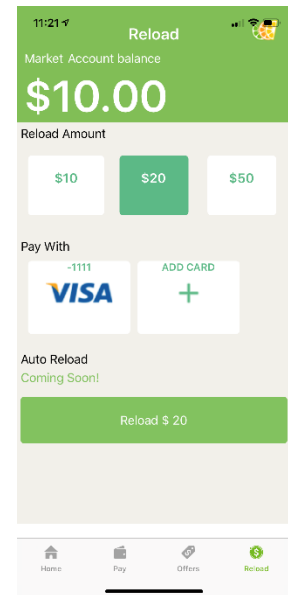 11:21
Reload
Market Account balance
$10.00
Reload Amount
$10 $20 $50
Pay With
-1111 ADD CARD
VISA +
Auto Reload
Coming Soon!
Reload $ 20
Home Pay Offers Reload